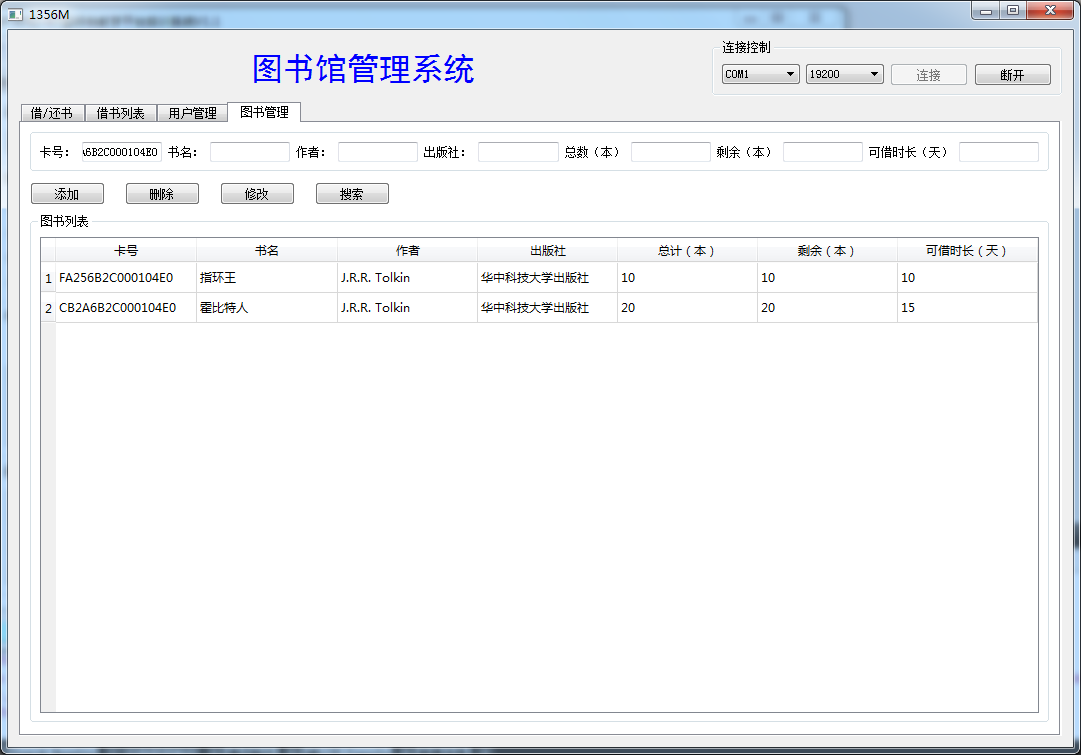 1356M
图书馆管理系统
连接控制
COM1 19200 连接 断开
借/还书 借书列表 用户管理 图书管理
卡号： 6B2C000104E0 书名： 作者： 出版社： 总数（本） 剩余（本） 可借时长（天）
添加 删除 修改 搜索
图书列表
卡号 书名 作者 出版社 总计（本） 剩余（本） 可借时长（天）
1 FA256B2C000104E0 指环王 J.R.R. Tolkin 华中科技大学出版社 10 10 10
2 CB2A6B2C000104E0 霍比特人 J.R.R. Tolkin 华中科技大学出版社 20 20 15